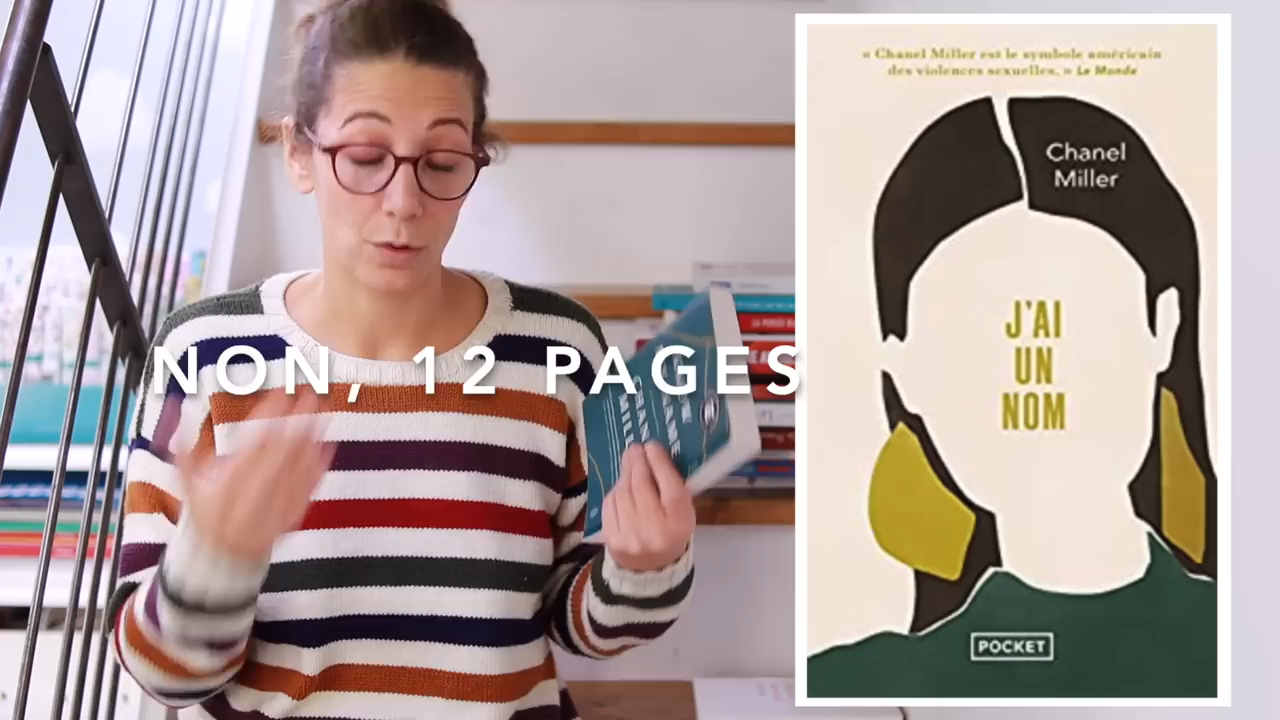 NON, 12 PAGES
« Chanel Miller est le symbole américain
des violences sexuelles. » Le Monde
Chanel
Miller
J'AI
UN
NOM
POCKET